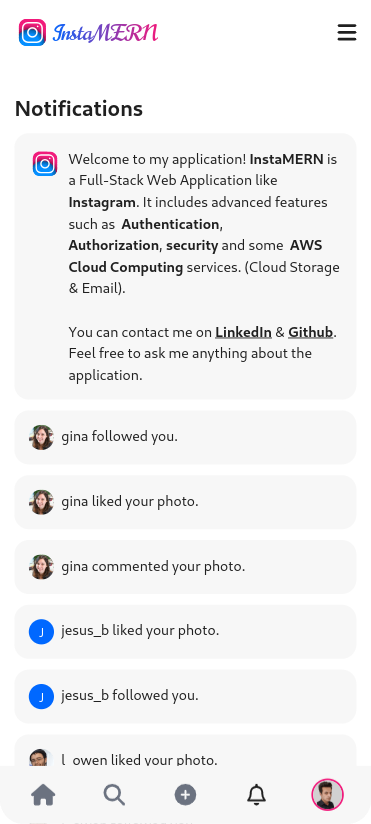 InstaMERN
Notifications
Welcome to my application! InstaMERN is
a Full-Stack Web Application like
Instagram. It includes advanced features
such as Authentication,
Authorization, security and some AWS
Cloud Computing services. (Cloud Storage
& Email).
You can contact me on LinkedIn & Github.
Feel free to ask me anything about the
application.
gina followed you.
gina liked your photo.
gina commented your photo.
J jesus_b liked your photo.
J jesus_b followed you.
l_owen liked your photo.